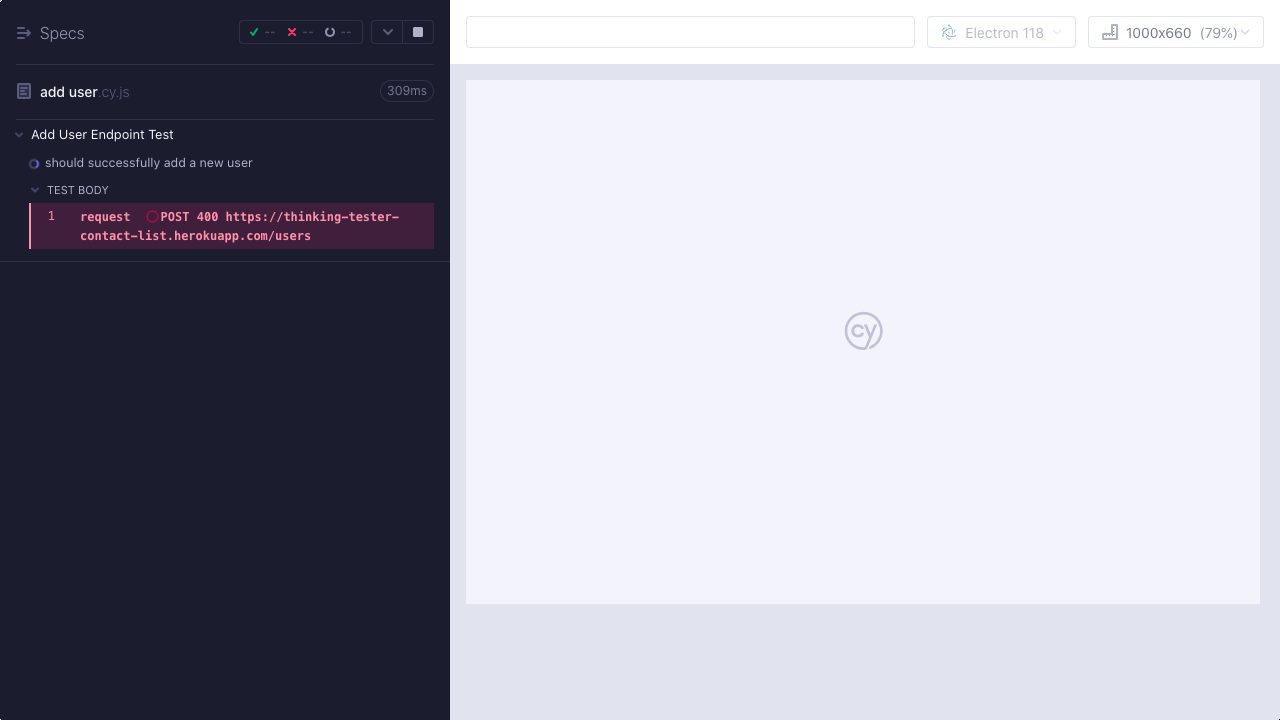 Specs
-- -- --
Electron 118
1000x660 (79%)
add user.cy.js
309ms
Add User Endpoint Test
should successfully add a new user
TEST BODY
1 request POST 400 https://thinking-tester-
contact-list.herokuapp.com/users
cy